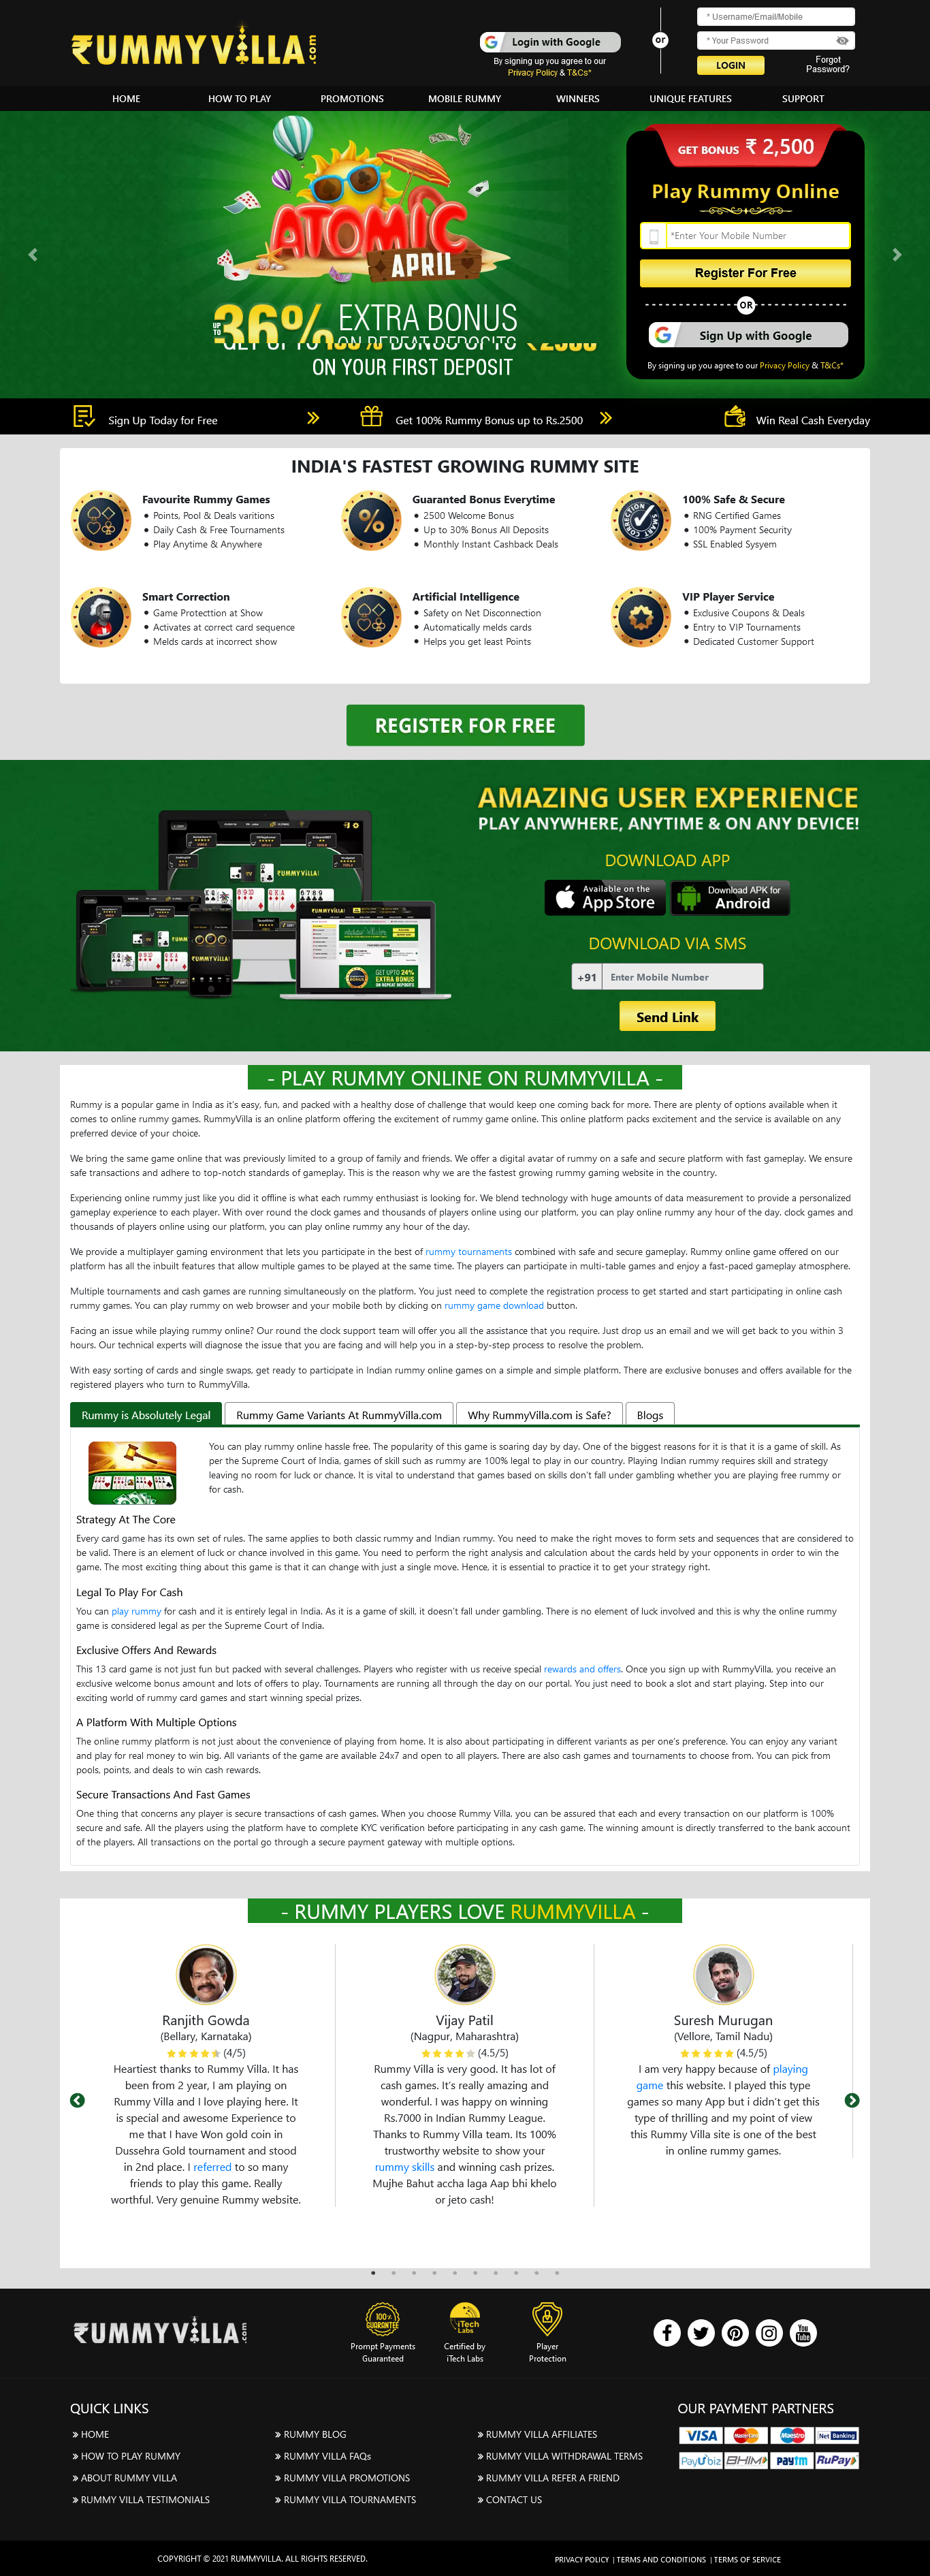 RUMMYVILLA.com
Login with Google
By signing up you agree to our
Privacy Policy & T&Cs*
or
* Username/Email/Mobile
* Your Password
LOGIN
Forgot
Password?
HOME
HOW TO PLAY
PROMOTIONS
MOBILE RUMMY
WINNERS
UNIQUE FEATURES
SUPPORT
ATOMIC
APRIL
UP TO 36% EXTRA BONUS
ON YOUR FIRST DEPOSIT
GET BONUS ₹ 2,500
Play Rummy Online
*Enter Your Mobile Number
Register For Free
OR
Sign Up with Google
By signing up you agree to our Privacy Policy & T&Cs*
Sign Up Today for Free
Get 100% Rummy Bonus up to Rs.2500
Win Real Cash Everyday
INDIA'S FASTEST GROWING RUMMY SITE
Favourite Rummy Games
Points, Pool & Deals varitions
Daily Cash & Free Tournaments
Play Anytime & Anywhere
Guaranted Bonus Everytime
2500 Welcome Bonus
Up to 30% Bonus All Deposits
Monthly Instant Cashback Deals
100% Safe & Secure
RNG Certified Games
100% Payment Security
SSL Enabled Sysyem
Smart Correction
Game Protecttion at Show
Activates at correct card sequence
Melds cards at incorrect show
Artificial Intelligence
Safety on Net Disconnection
Automatically melds cards
Helps you get least Points
VIP Player Service
Exclusive Coupons & Deals
Entry to VIP Tournaments
Dedicated Customer Support
REGISTER FOR FREE
AMAZING USER EXPERIENCE
PLAY ANYWHERE, ANYTIME & ON ANY DEVICE!
DOWNLOAD APP
Available on the
App Store
Download APK for
Android
DOWNLOAD VIA SMS
+91 Enter Mobile Number
Send Link
- PLAY RUMMY ONLINE ON RUMMYVILLA -
Rummy is a popular game in India as it's easy, fun, and packed with a healthy dose of challenge that would keep one coming back for more. There are plenty of options available when it
comes to online rummy games. RummyVilla is an online platform offering the excitement of rummy game online. This online platform packs excitement and the service is available on any
preferred device of your choice.
We bring the same game online that was previously limited to a group of family and friends. We offer a digital avatar of rummy on a safe and secure platform with fast gameplay. We ensure
safe transactions and adhere to top-notch standards of gameplay. This is the reason why we are the fastest growing rummy gaming website in the country.
Experiencing online rummy just like you did it offline is what each rummy enthusiast is looking for. We blend technology with huge amounts of data measurement to provide a personalized
gameplay experience to each player. With over round the clock games and thousands of players online using our platform, you can play online rummy any hour of the day. clock games and
thousands of players online using our platform, you can play online rummy any hour of the day.
We provide a multiplayer gaming environment that lets you participate in the best of rummy tournaments combined with safe and secure gameplay. Rummy online game offered on our
platform has all the inbuilt features that allow multiple games to be played at the same time. The players can participate in multi-table games and enjoy a fast-paced gameplay atmosphere.
Multiple tournaments and cash games are running simultaneously on the platform. You just need to complete the registration process to get started and start participating in online cash
rummy games. You can play rummy on web browser and your mobile both by clicking on rummy game download button.
Facing an issue while playing rummy online? Our round the clock support team will offer you all the assistance that you require. Just drop us an email and we will get back to you within 3
hours. Our technical experts will diagnose the issue that you are facing and will help you in a step-by-step process to resolve the problem.
With easy sorting of cards and single swaps, get ready to participate in Indian rummy online games on a simple and simple platform. There are exclusive bonuses and offers available for the
registered players who turn to RummyVilla.
Rummy is Absolutely Legal
Rummy Game Variants At RummyVilla.com
Why RummyVilla.com is Safe?
Blogs
You can play rummy online hassle free. The popularity of this game is soaring day by day. One of the biggest reasons for it is that it is a game of skill. As
per the Supreme Court of India, games of skill such as rummy are 100% legal to play in our country. Playing Indian rummy requires skill and strategy
leaving no room for luck or chance. It is vital to understand that games based on skills don't fall under gambling whether you are playing free rummy or
for cash.
Strategy At The Core
Every card game has its own set of rules. The same applies to both classic rummy and Indian rummy. You need to make the right moves to form sets and sequences that are considered to
be valid. There is an element of luck or chance involved in this game. You need to perform the right analysis and calculation about the cards held by your opponents in order to win the
game. The most exciting thing about this game is that it can change with just a single move. Hence, it is essential to practice it to get your strategy right.
Legal To Play For Cash
You can play rummy for cash and it is entirely legal in India. As it is a game of skill, it doesn't fall under gambling. There is no element of luck involved and this is why the online rummy
game is considered legal as per the Supreme Court of India.
Exclusive Offers And Rewards
This 13 card game is not just fun but packed with several challenges. Players who register with us receive special rewards and offers. Once you sign up with RummyVilla, you receive an
exclusive welcome bonus amount and lots of offers to play. Tournaments are running all through the day on our portal. You just need to book a slot and start playing. Step into our
exciting world of rummy card games and start winning special prizes.
A Platform With Multiple Options
The online rummy platform is not just about the convenience of playing from home. It is also about participating in different variants as per one's preference. You can enjoy any variant
and play for real money to win big. All variants of the game are available 24x7 and open to all players. There are also cash games and tournaments to choose from. You can pick from
pools, points, and deals to win cash rewards.
Secure Transactions And Fast Games
One thing that concerns any player is secure transactions of cash games. When you choose Rummy Villa, you can be assured that each and every transaction on our platform is 100%
secure and safe. All the players using the platform have to complete KYC verification before participating in any cash game. The winning amount is directly transferred to the bank account
of the players. All transactions on the portal go through a secure payment gateway with multiple options.
- RUMMY PLAYERS LOVE RUMMYVILLA -
Ranjith Gowda
(Bellary, Karnataka)
(4/5)
Heartiest thanks to Rummy Villa. It has
been from 2 year, I am playing on
Rummy Villa and I love playing here. It
is special and awesome Experience to
me that I have Won gold coin in
Dussehra Gold tournament and stood
in 2nd place. I referred to so many
friends to play this game. Really
worthful. Very genuine Rummy website.
Vijay Patil
(Nagpur, Maharashtra)
(4.5/5)
Rummy Villa is very good. It has lot of
cash games. It's really amazing and
wonderful. I was happy on winning
Rs.7000 in Indian Rummy League.
Thanks to Rummy Villa team. Its 100%
trustworthy website to show your
rummy skills and winning cash prizes.
Mujhe Bahut accha laga Aap bhi khelo
or jeto cash!
Suresh Murugan
(Vellore, Tamil Nadu)
(4.5/5)
I am very happy because of playing
game this website. I played this type
games so many App but i didn't get this
type of thrilling and my point of view
this Rummy Villa site is one of the best
in online rummy games.
RUMMYVILLA.com
100% GUARANTEE
Prompt Payments
Guaranteed
iTech Labs
Certified by
iTech Labs
Player
Protection
You Tube
QUICK LINKS
HOME
HOW TO PLAY RUMMY
ABOUT RUMMY VILLA
RUMMY VILLA TESTIMONIALS
RUMMY BLOG
RUMMY VILLA FAQs
RUMMY VILLA PROMOTIONS
RUMMY VILLA TOURNAMENTS
RUMMY VILLA AFFILIATES
RUMMY VILLA WITHDRAWAL TERMS
RUMMY VILLA REFER A FRIEND
CONTACT US
OUR PAYMENT PARTNERS
VISA MasterCard Maestro Net Banking
PayUbiz BHIM paytm RuPay
COPYRIGHT © 2021 RUMMYVILLA. ALL RIGHTS RESERVED.
PRIVACY POLICY | TERMS AND CONDITIONS | TERMS OF SERVICE